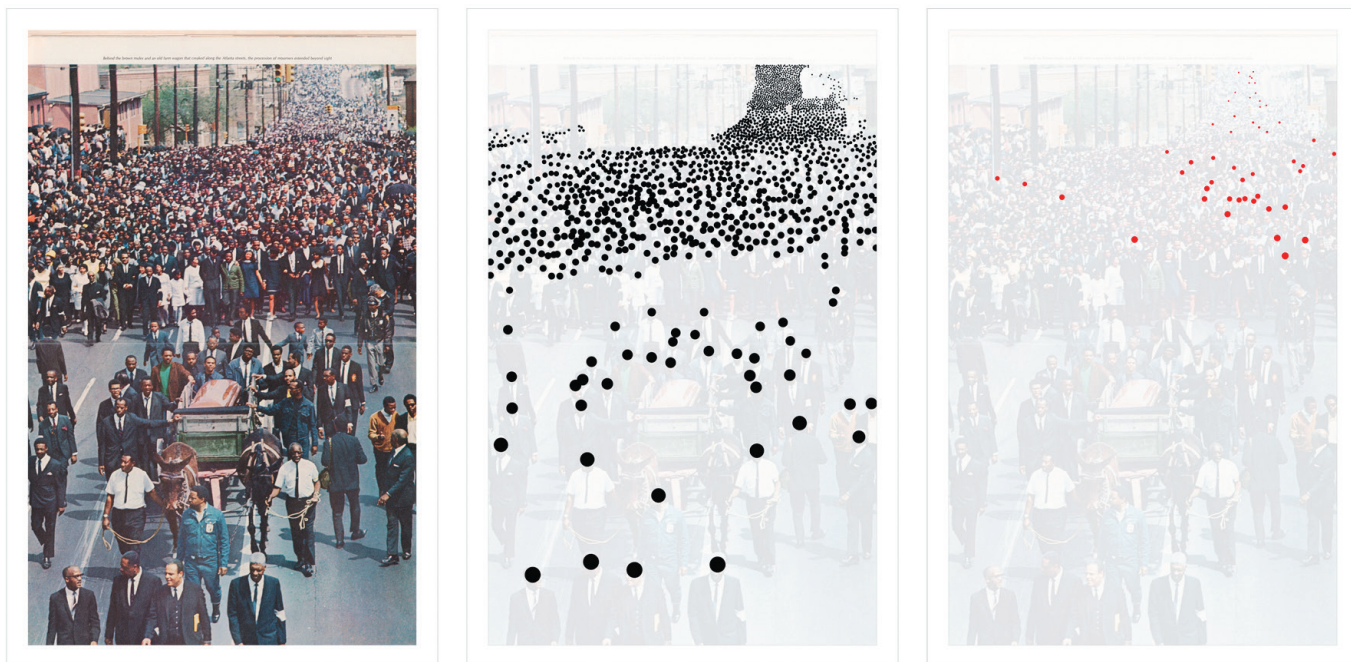 Behind the brace mules and an old farm wagon that creaked along the Atlanta streets, the procession of mourners extended beyond sight